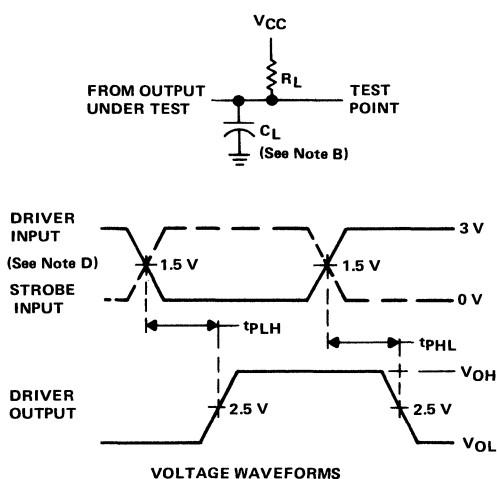 VCC
RL
FROM OUTPUT
UNDER TEST
TEST
POINT
CL
(See Note B)
DRIVER
INPUT
3 V
(See Note D)
1.5 V
1.5 V
STROBE
INPUT
0 V
tPLH
tPHL
VOH
DRIVER
OUTPUT
2.5 V
2.5 V
VOL
VOLTAGE WAVEFORMS